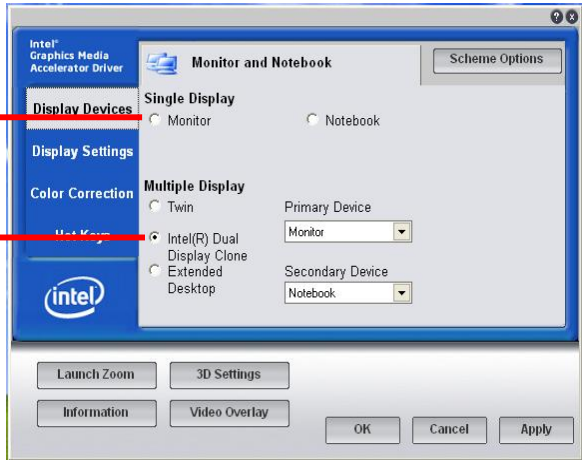 Intel®
Graphics Media
Accelerator Driver
Monitor and Notebook
Scheme Options
Display Devices
Display Settings
Color Correction
Hot Keys
intel
Single Display
Monitor
Notebook
Multiple Display
Twin
Intel(R) Dual
Display Clone
Extended
Desktop
Primary Device
Monitor
Secondary Device
Notebook
Launch Zoom
3D Settings
Information
Video Overlay
OK
Cancel
Apply